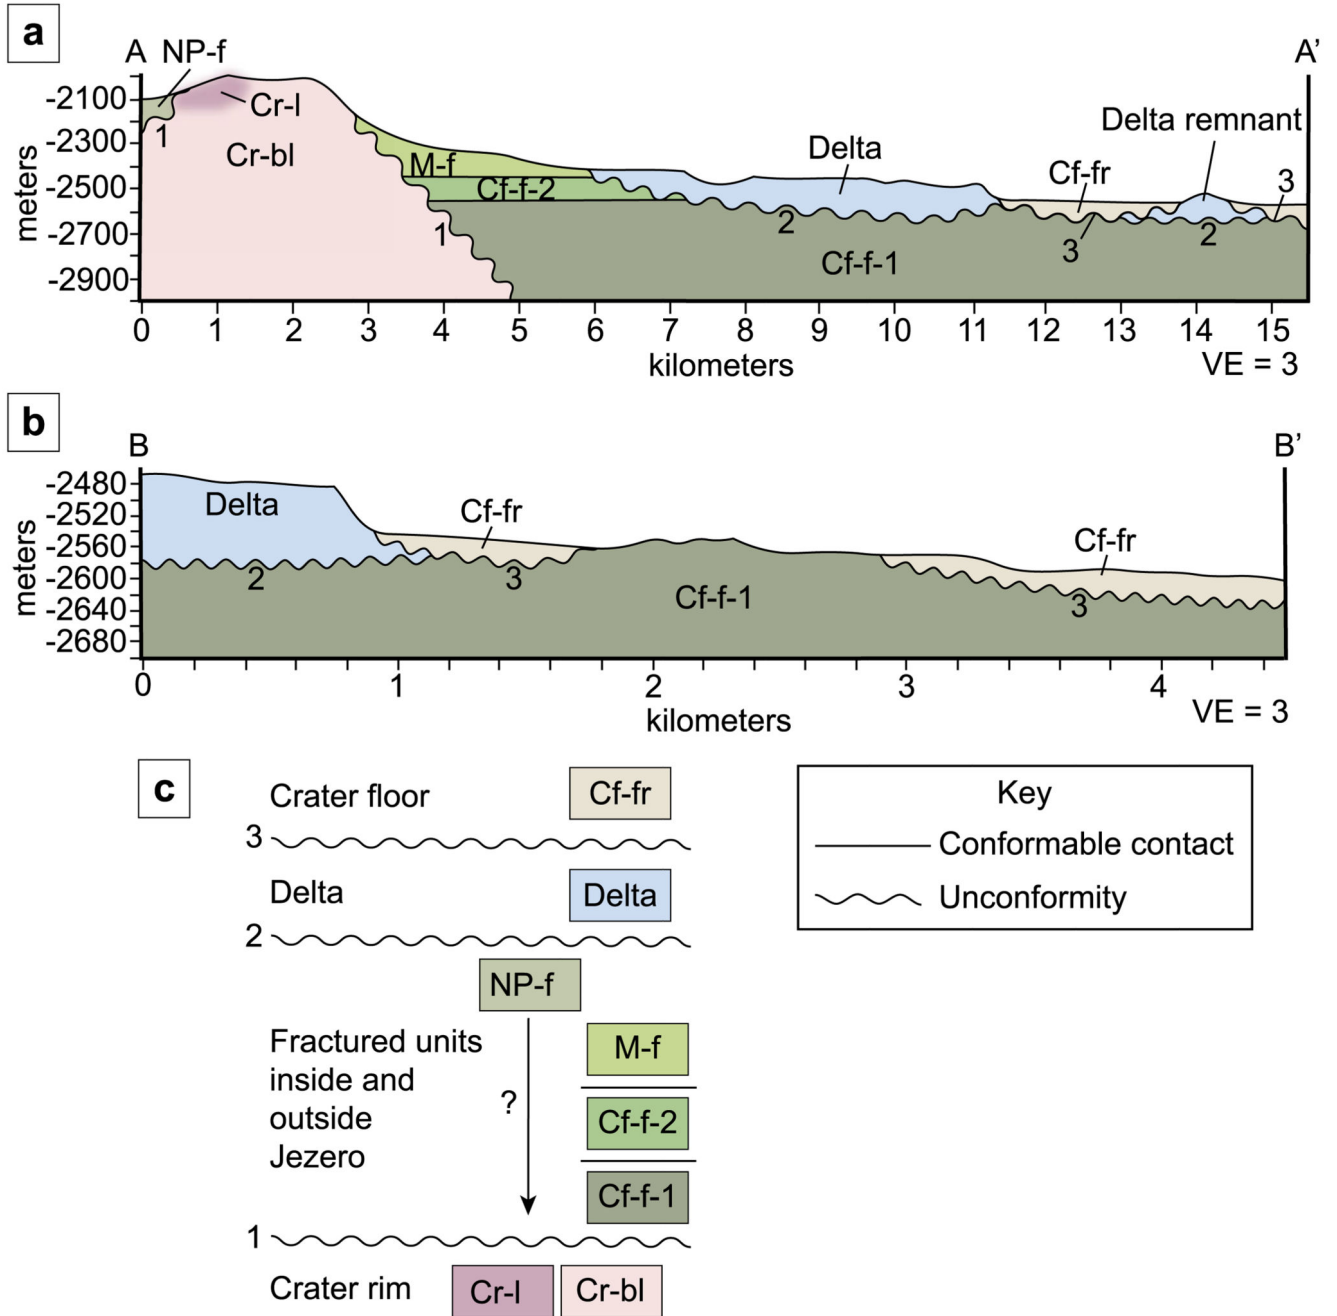 a
A NP-f A’
-2100
Cr-l
Delta remnant
1
-2300
Cr-bl
Delta
M-f
Cf-fr
3
-2500
Cf-f-2
2
1
2
3
-2700
Cf-f-1
-2900
meters
0 1 2 3 4 5 6 7 8 9 10 11 12 13 14 15
kilometers
VE = 3
b
B B’
-2480
Delta
-2520
Cf-fr
-2560
Cf-fr
-2600
2
3
Cf-f-1
3
-2640
-2680
meters
0 1 2 3 4
kilometers
VE = 3
c
Crater floor Cf-fr
3
Delta Delta
2
NP-f
Fractured units
inside and
outside
Jezero
?
M-f
Cf-f-2
Cf-f-1
1
Crater rim Cr-l Cr-bl
Key
Conformable contact
Unconformity